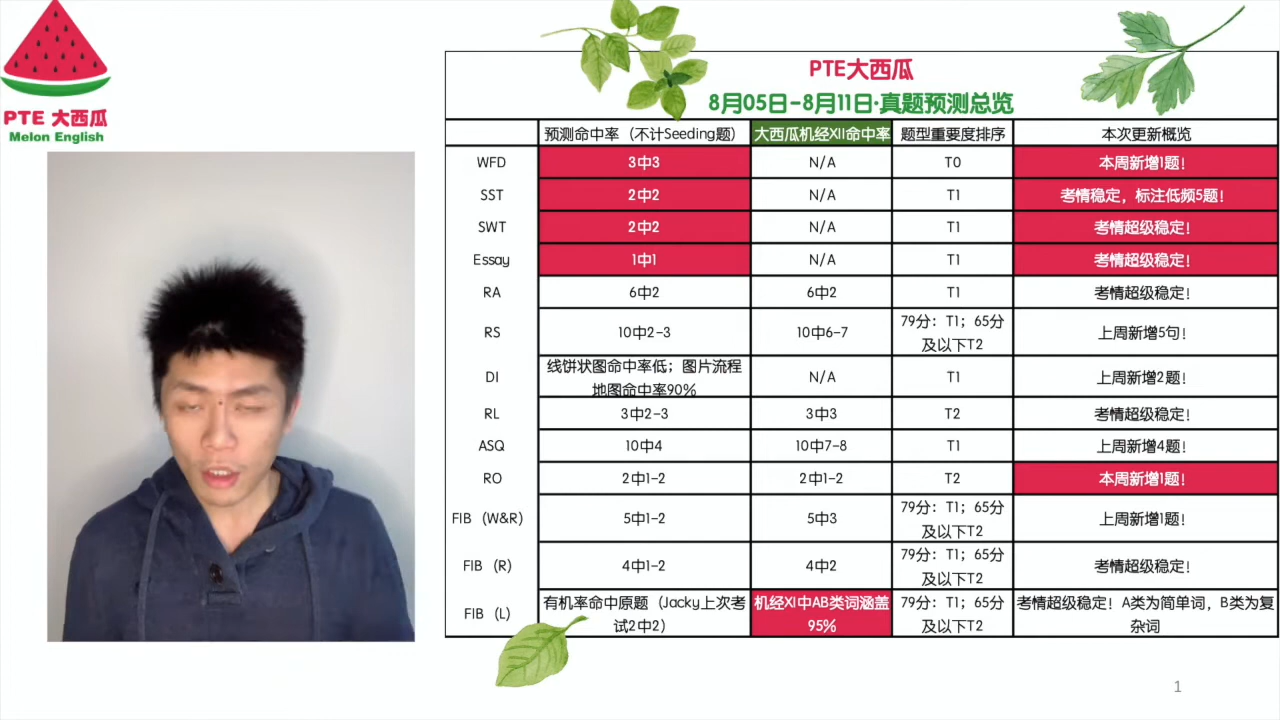 PTE 大西瓜
Melon English
PTE大西瓜
8月05日-8月11日·真题预测总览
预测命中率（不计Seeding题） 大西瓜机经XII命中率 题型重要度排序 本次更新概览
WFD 3中3 N/A T0 本周新增1题!
SST 2中2 N/A T1 考情稳定，标注低频5题!
SWT 2中2 N/A T1 考情超级稳定!
Essay 1中1 N/A T1 考情超级稳定!
RA 6中2 6中2 T1 考情超级稳定!
RS 10中2-3 10中6-7 79分：T1；65分
及以下T2 上周新增5句!
DI 线饼状图命中率低；图片流程
地图命中率90% N/A T1 上周新增2题!
RL 3中2-3 3中3 T2 考情超级稳定!
ASQ 10中4 10中7-8 T1 上周新增4题!
RO 2中1-2 2中1-2 T2 本周新增1题!
FIB（W&R） 5中1-2 5中3 79分：T1；65分
及以下T2 上周新增1题!
FIB（R） 4中1-2 4中2 79分：T1；65分
及以下T2 考情超级稳定!
FIB（L） 有机率命中原题（Jacky上次考
试2中2） 机经XI中AB类词涵盖
95% 79分：T1；65分
及以下T2 考情超级稳定！A类为简单词，B类为复
杂词
1